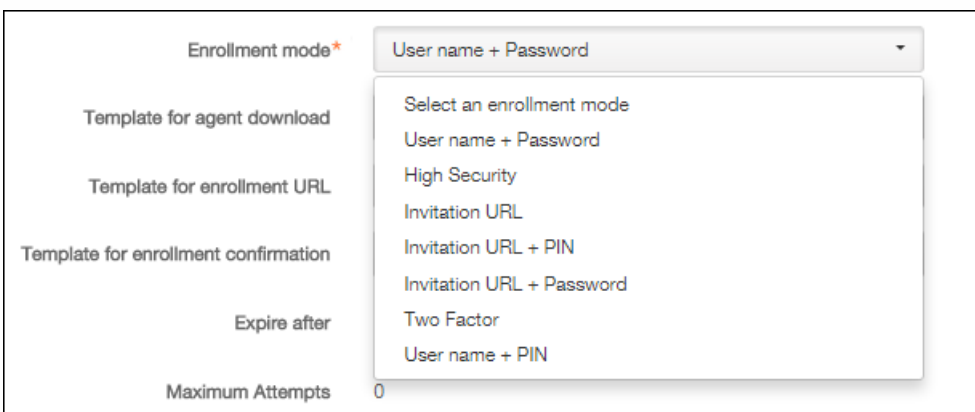 Enrollment mode* User name + Password
Select an enrollment mode
Template for agent download
User name + Password
High Security
Template for enrollment URL
Invitation URL
Template for enrollment confirmation Invitation URL + PIN
Invitation URL + Password
Expire after Two Factor
User name + PIN
Maximum Attempts 0